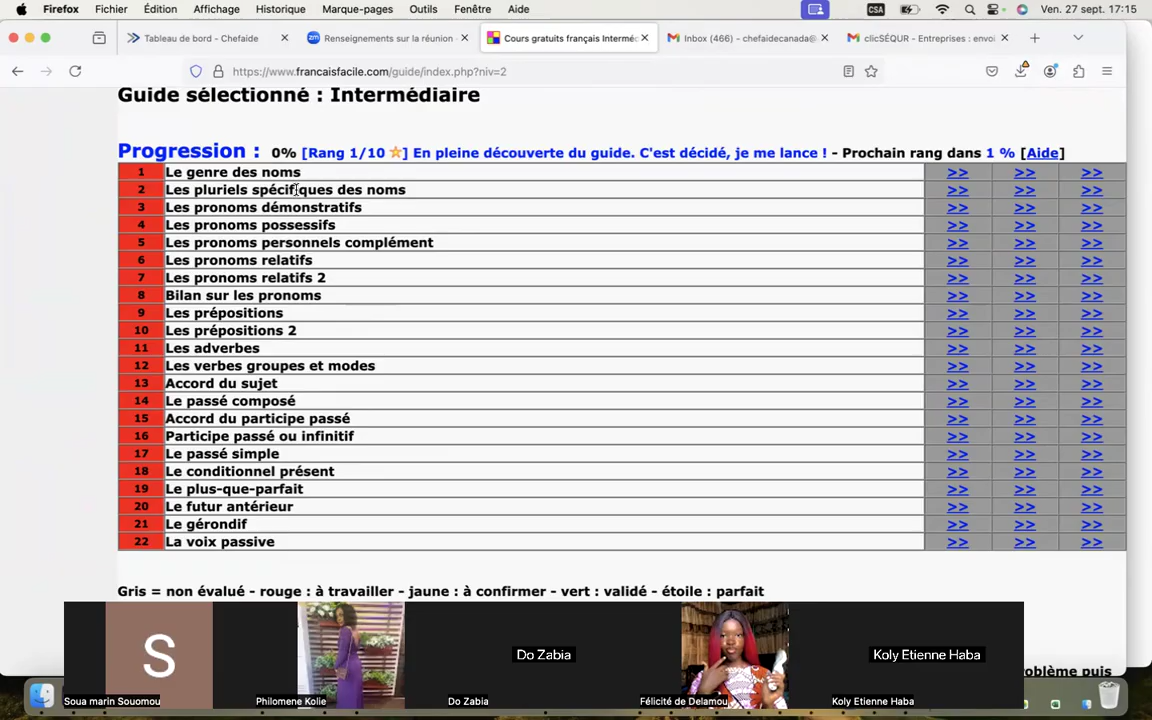 Firefox Fichier Édition Affichage Historique Marque-pages Outils Fenêtre Aide CSA Ven. 27 sept. 17:15
Tableau de bord - Chefaide Renseignements sur la réunion - Cours gratuits français Interméd Inbox (466) - chefaidecanada@ clicSÉQUR - Entreprises : envoi
https://www.francaisfacile.com/guide/index.php?niv=2
Guide sélectionné : Intermédiaire
Progression : 0% [Rang 1/10 ] En pleine découverte du guide. C'est décidé, je me lance ! - Prochain rang dans 1 % [Aide]
1 Le genre des noms >> >> >>
2 Les pluriels spécifiques des noms >> >> >>
3 Les pronoms démonstratifs >> >> >>
4 Les pronoms possessifs >> >> >>
5 Les pronoms personnels complément >> >> >>
6 Les pronoms relatifs >> >> >>
7 Les pronoms relatifs 2 >> >> >>
8 Bilan sur les pronoms >> >> >>
9 Les prépositions >> >> >>
10 Les prépositions 2 >> >> >>
11 Les adverbes >> >> >>
12 Les verbes groupes et modes >> >> >>
13 Accord du sujet >> >> >>
14 Le passé composé >> >> >>
15 Accord du participe passé >> >> >>
16 Participe passé ou infinitif >> >> >>
17 Le passé simple >> >> >>
18 Le conditionnel présent >> >> >>
19 Le plus-que-parfait >> >> >>
20 Le futur antérieur >> >> >>
21 Le gérondif >> >> >>
22 La voix passive >> >> >>
Gris = non évalué - rouge : à travailler - jaune : à confirmer - vert : validé - étoile : parfait
S Do Zabia Koly Etienne Haba
puis
Soua marin Souomou Philomene Kolie Do Zabia Félicité de Delamou Koly Etienne Haba